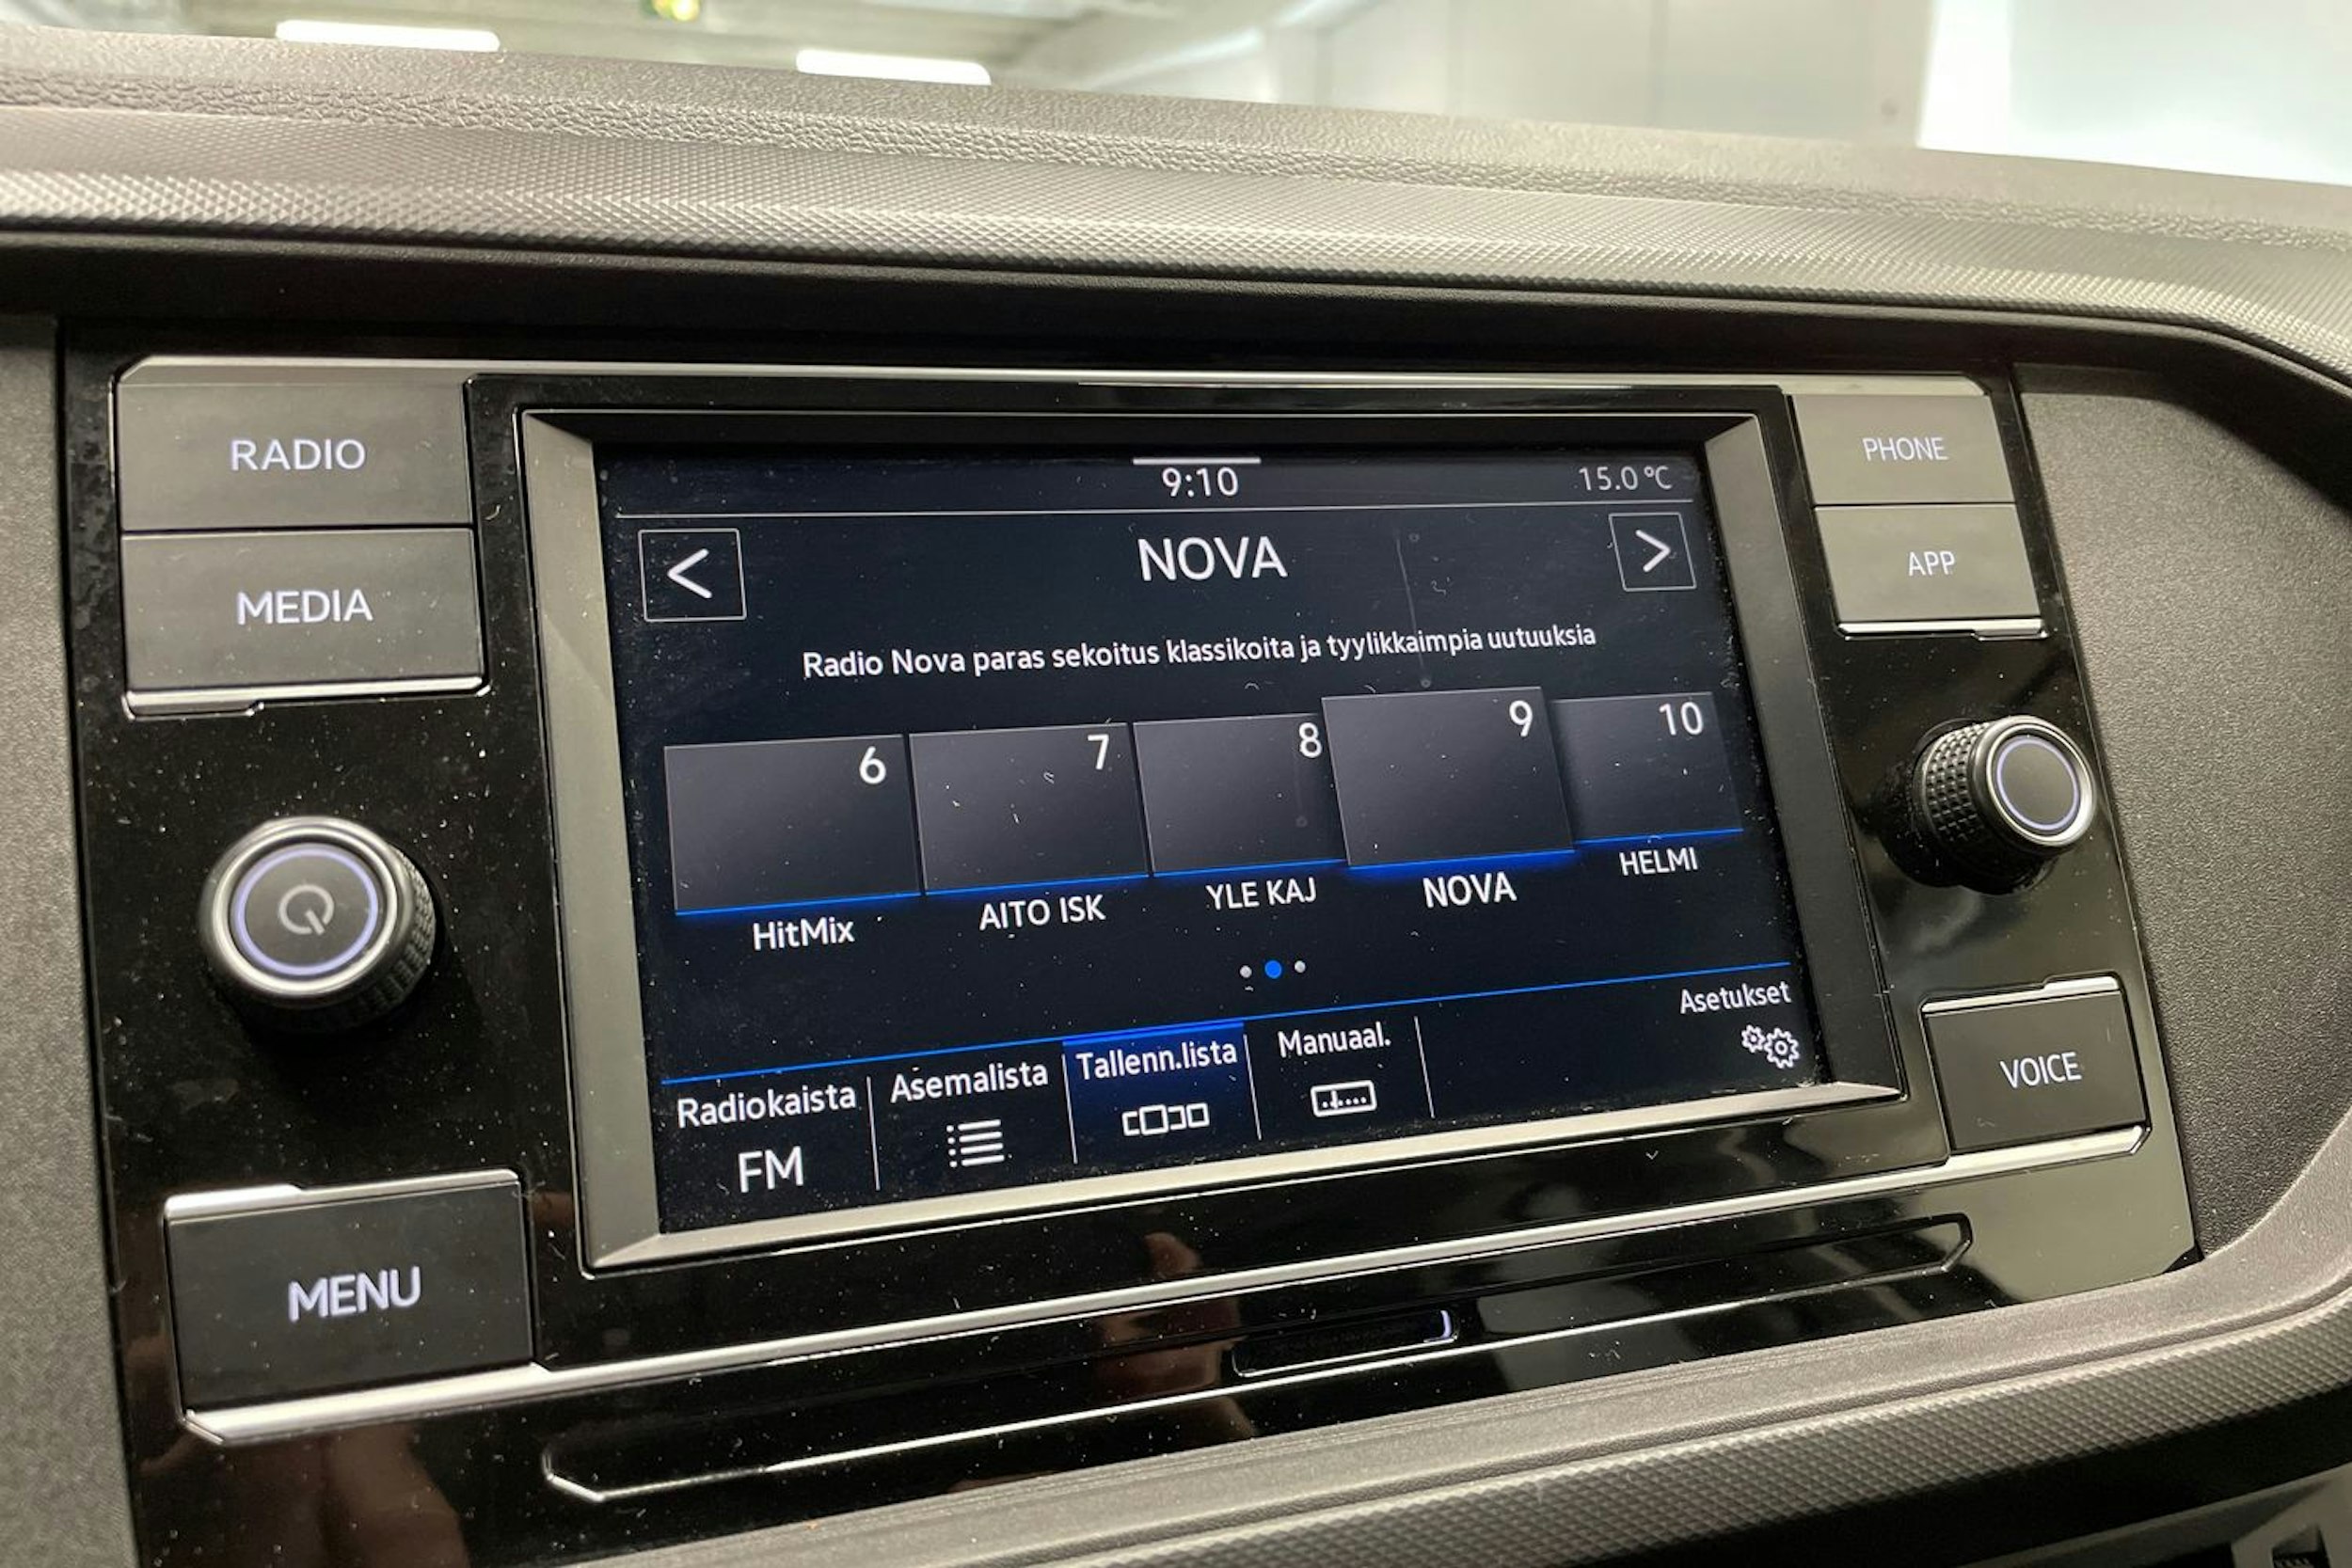 RADIO
MEDIA
MENU
9:10
15.0 °C
<
NOVA
>
Radio Nova paras sekoitus klassikoita ja tyylikkaimpia uutuuksia
6
7
8
9
10
HitMix
AITO ISK
YLE KAJ
NOVA
HELMI
Radiokaista
FM
Asemalista
Tallenn.lista
Manuaal.
Asetukset
PHONE
APP
VOICE